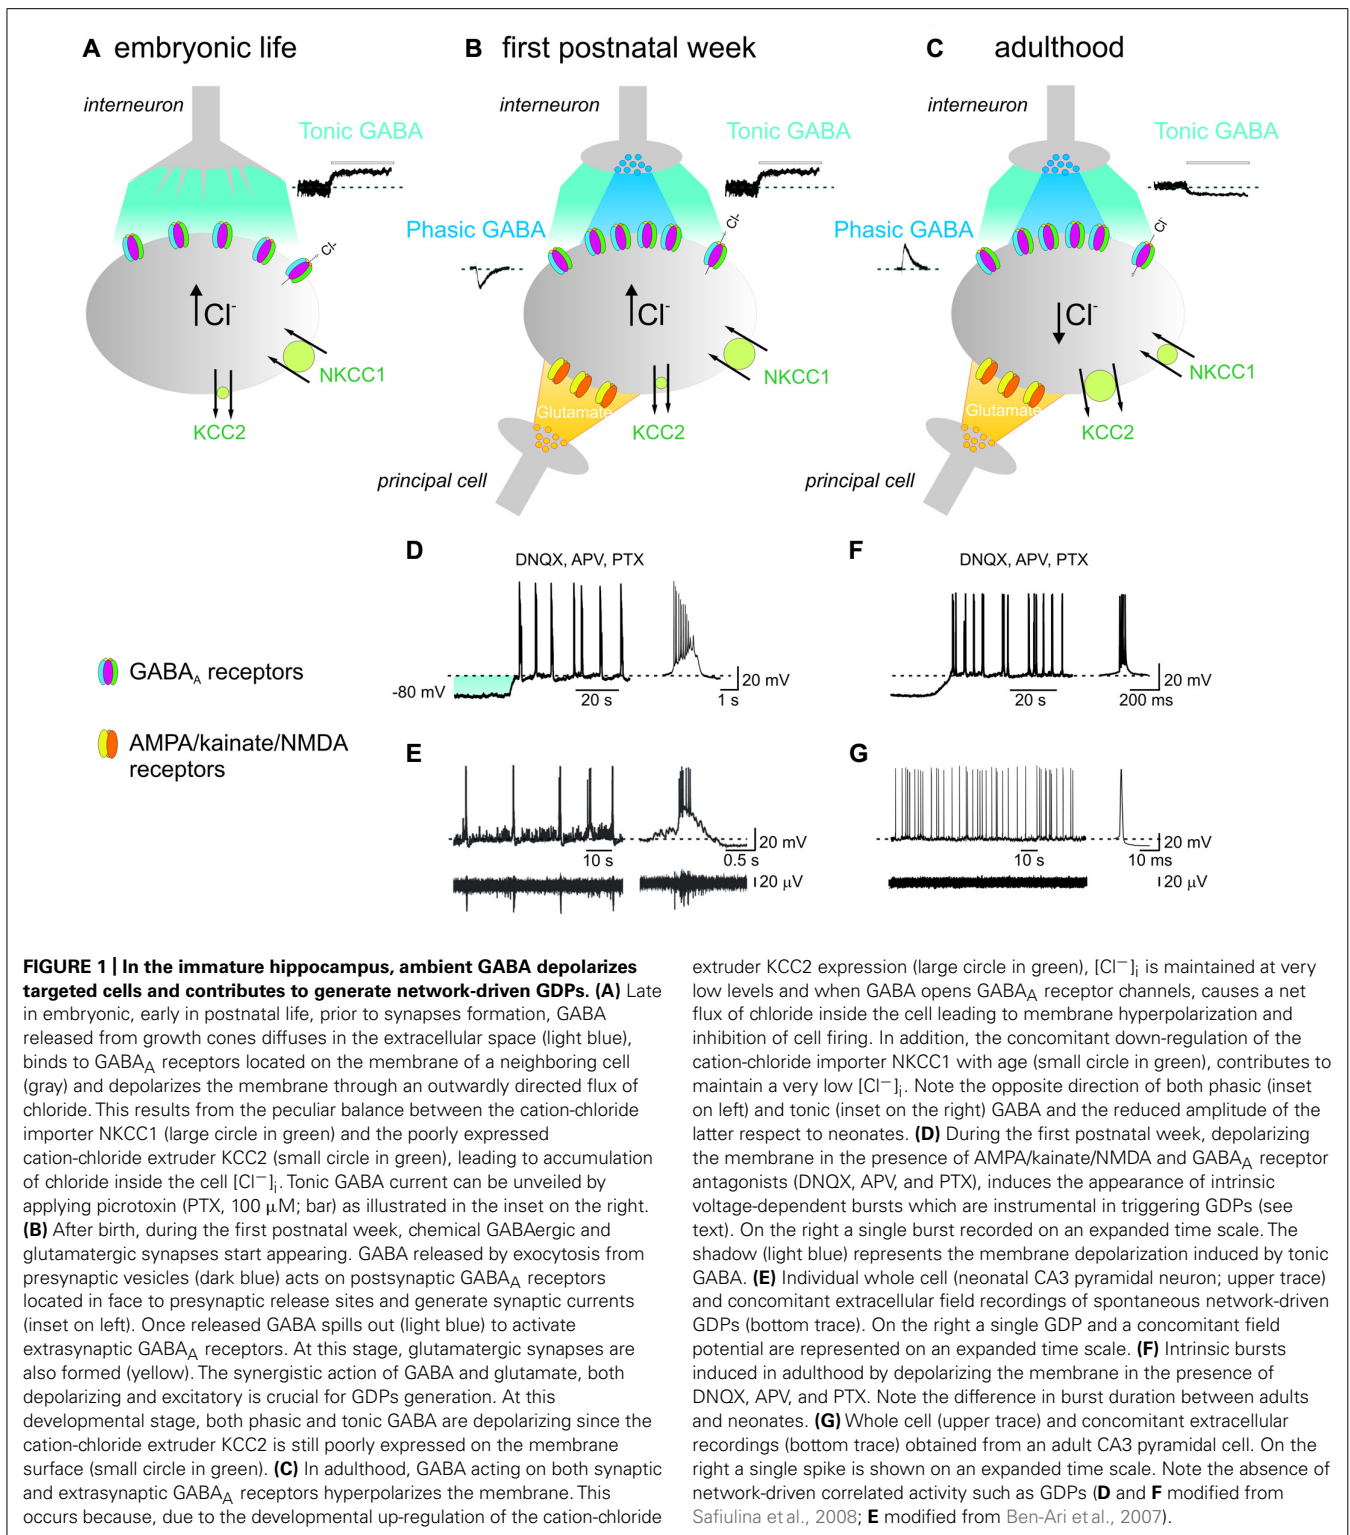 A embryonic life
B first postnatal week
C adulthood
interneuron
Tonic GABA
Cl-
Cl-
NKCC1
KCC2
interneuron
Tonic GABA
Phasic GABA
Cl-
Cl-
NKCC1
Glutamate
KCC2
principal cell
interneuron
Tonic GABA
Phasic GABA
Cl-
Cl-
NKCC1
Glutamate
KCC2
principal cell
D
DNQX, APV, PTX
-80 mV
20 s
20 mV
1 s
F
DNQX, APV, PTX
20 s
20 mV
200 ms
GABAA receptors
AMPA/kainate/NMDA
receptors
E
10 s
20 mV
0.5 s
20 µV
G
10 s
20 mV
10 ms
20 µV
FIGURE 1 | In the immature hippocampus, ambient GABA depolarizes
targeted cells and contributes to generate network-driven GDPs. (A) Late
in embryonic, early in postnatal life, prior to synapses formation, GABA
released from growth cones diffuses in the extracellular space (light blue),
binds to GABAA receptors located on the membrane of a neighboring cell
(gray) and depolarizes the membrane through an outwardly directed flux of
chloride. This results from the peculiar balance between the cation-chloride
importer NKCC1 (large circle in green) and the poorly expressed
cation-chloride extruder KCC2 (small circle in green), leading to accumulation
of chloride inside the cell [Cl−]i. Tonic GABA current can be unveiled by
applying picrotoxin (PTX, 100 µM; bar) as illustrated in the inset on the right.
(B) After birth, during the first postnatal week, chemical GABAergic and
glutamatergic synapses start appearing. GABA released by exocytosis from
presynaptic vesicles (dark blue) acts on postsynaptic GABAA receptors
located in face to presynaptic release sites and generate synaptic currents
(inset on left). Once released GABA spills out (light blue) to activate
extrasynaptic GABAA receptors. At this stage, glutamatergic synapses are
also formed (yellow). The synergistic action of GABA and glutamate, both
depolarizing and excitatory is crucial for GDPs generation. At this
developmental stage, both phasic and tonic GABA are depolarizing since the
cation-chloride extruder KCC2 is still poorly expressed on the membrane
surface (small circle in green). (C) In adulthood, GABA acting on both synaptic
and extrasynaptic GABAA receptors hyperpolarizes the membrane. This
occurs because, due to the developmental up-regulation of the cation-chloride
extruder KCC2 expression (large circle in green), [Cl−]i is maintained at very
low levels and when GABA opens GABAA receptor channels, causes a net
flux of chloride inside the cell leading to membrane hyperpolarization and
inhibition of cell firing. In addition, the concomitant down-regulation of the
cation-chloride importer NKCC1 with age (small circle in green), contributes to
maintain a very low [Cl−]i. Note the opposite direction of both phasic (inset
on left) and tonic (inset on the right) GABA and the reduced amplitude of the
latter respect to neonates. (D) During the first postnatal week, depolarizing
the membrane in the presence of AMPA/kainate/NMDA and GABAA receptor
antagonists (DNQX, APV, and PTX), induces the appearance of intrinsic
voltage-dependent bursts which are instrumental in triggering GDPs (see
text). On the right a single burst recorded on an expanded time scale. The
shadow (light blue) represents the membrane depolarization induced by tonic
GABA. (E) Individual whole cell (neonatal CA3 pyramidal neuron; upper trace)
and concomitant extracellular field recordings of spontaneous network-driven
GDPs (bottom trace). On the right a single GDP and a concomitant field
potential are represented on an expanded time scale. (F) Intrinsic bursts
induced in adulthood by depolarizing the membrane in the presence of
DNQX, APV, and PTX. Note the difference in burst duration between adults
and neonates. (G) Whole cell (upper trace) and concomitant extracellular
recordings (bottom trace) obtained from an adult CA3 pyramidal cell. On the
right a single spike is shown on an expanded time scale. Note the absence of
network-driven correlated activity such as GDPs (D and F modified from
Safiulina et al., 2008; E modified from Ben-Ari et al., 2007).